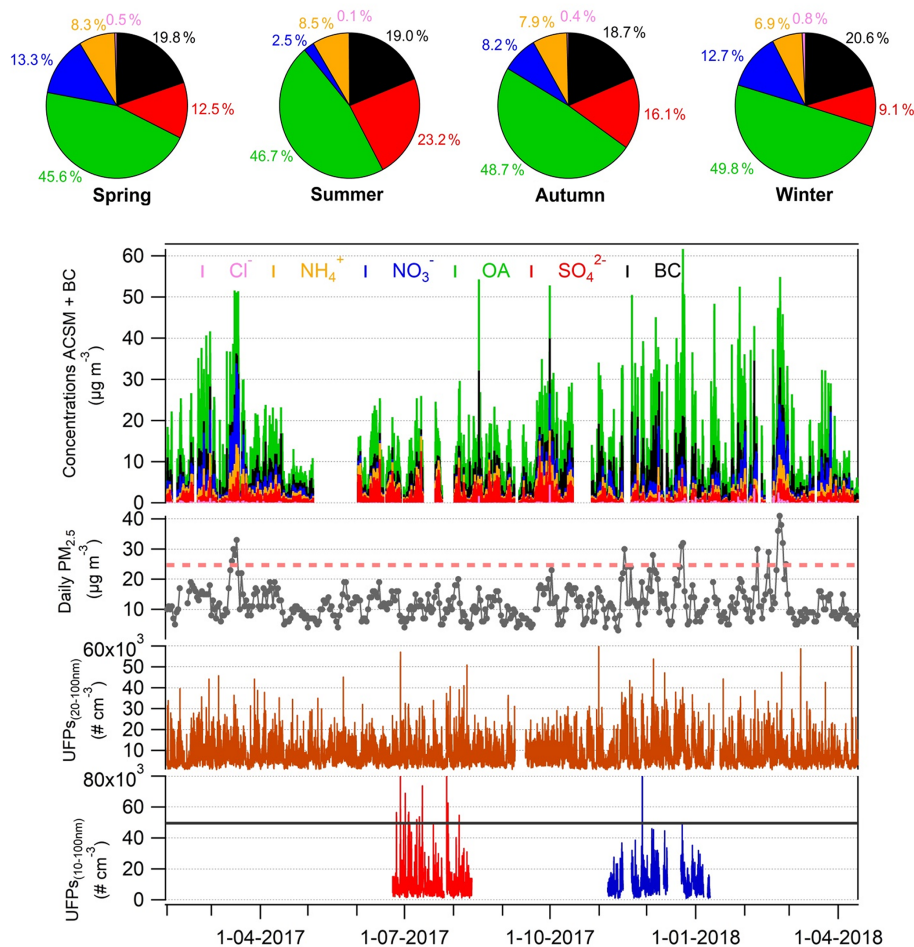 0.5 %
8.3 %
19.8 %
13.3 %
12.5 %
45.6 %
Spring
0.1 %
8.5 %
19.0 %
2.5 %
23.2 %
46.7 %
Summer
0.4 %
7.9 %
18.7 %
8.2 %
16.1 %
48.7 %
Autumn
0.8 %
6.9 %
20.6 %
12.7 %
9.1 %
49.8 %
Winter
Concentrations ACSM + BC
(µg m⁻³)
60
50
40
30
20
10
0
Cl⁻ NH₄⁺ NO₃⁻ OA SO₄²⁻ BC
Daily PM₂.₅
(µg m⁻³)
40
30
20
10
UFPs(20-100nm)
(# cm⁻³)
60x10³
50
40
30
20
10
UFPs(10-100nm)
(# cm⁻³)
80x10³
60
40
20
0
1-04-2017 1-07-2017 1-10-2017 1-01-2018 1-04-2018